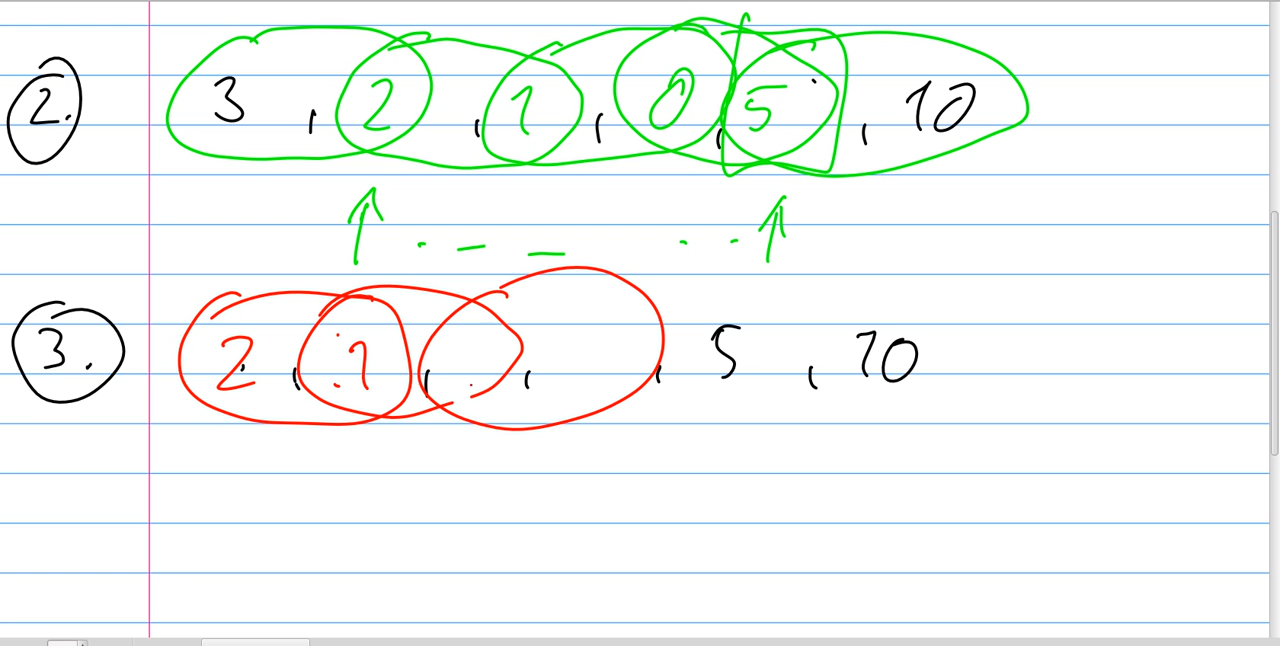 2. 3, 2, 1, 0, 5, 10
3. 2, 1, , , 5, 10